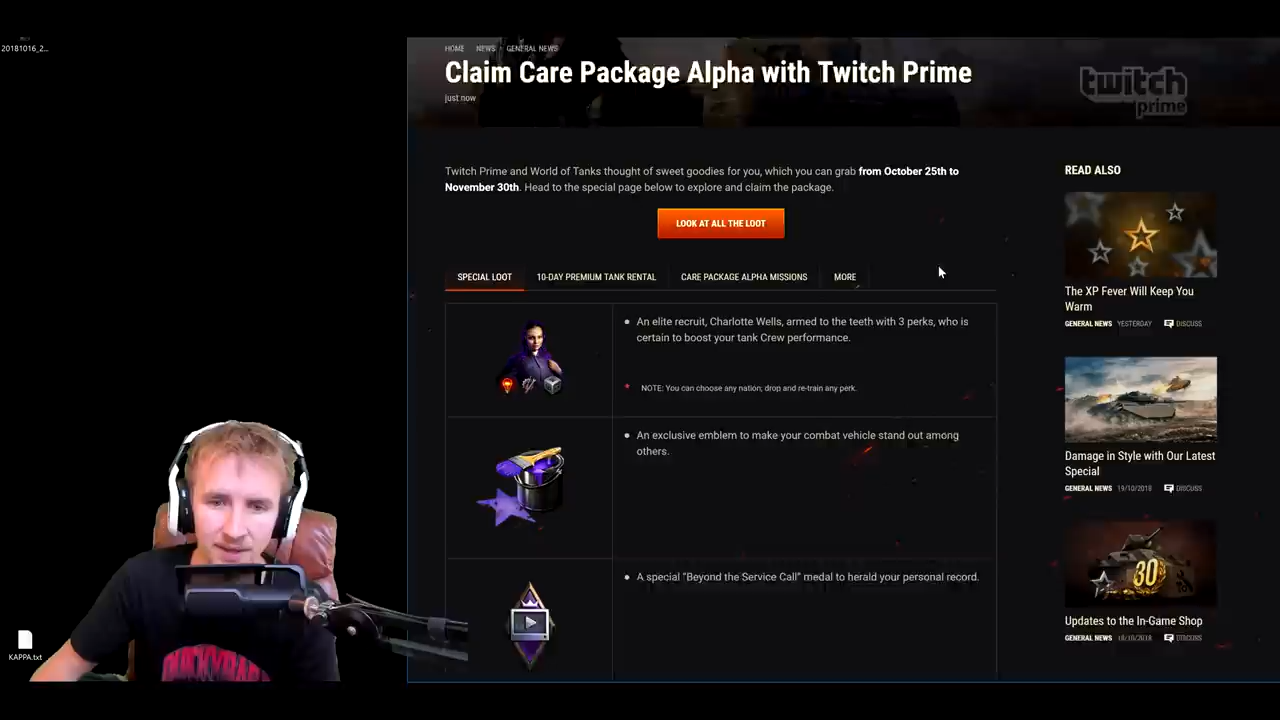 20181016_2...
HOME NEWS GENERAL NEWS
Claim Care Package Alpha with Twitch Prime
just now
twitch
prime
Twitch Prime and World of Tanks thought of sweet goodies for you, which you can grab from October 25th to
November 30th. Head to the special page below to explore and claim the package.
LOOK AT ALL THE LOOT
SPECIAL LOOT 10-DAY PREMIUM TANK RENTAL CARE PACKAGE ALPHA MISSIONS MORE
An elite recruit, Charlotte Wells, armed to the teeth with 3 perks, who is
certain to boost your tank Crew performance.
NOTE: You can choose any nation; drop and re-train any perk.
An exclusive emblem to make your combat vehicle stand out among
others.
A special "Beyond the Service Call" medal to herald your personal record.
READ ALSO
The XP Fever Will Keep You
Warm
GENERAL NEWS YESTERDAY DISCUSS
Damage in Style with Our Latest
Special
GENERAL NEWS 19/10/2018 DISCUSS
30
Updates to the In-Game Shop
GENERAL NEWS 18/10/2018 DISCUSS
KAPPA.txt